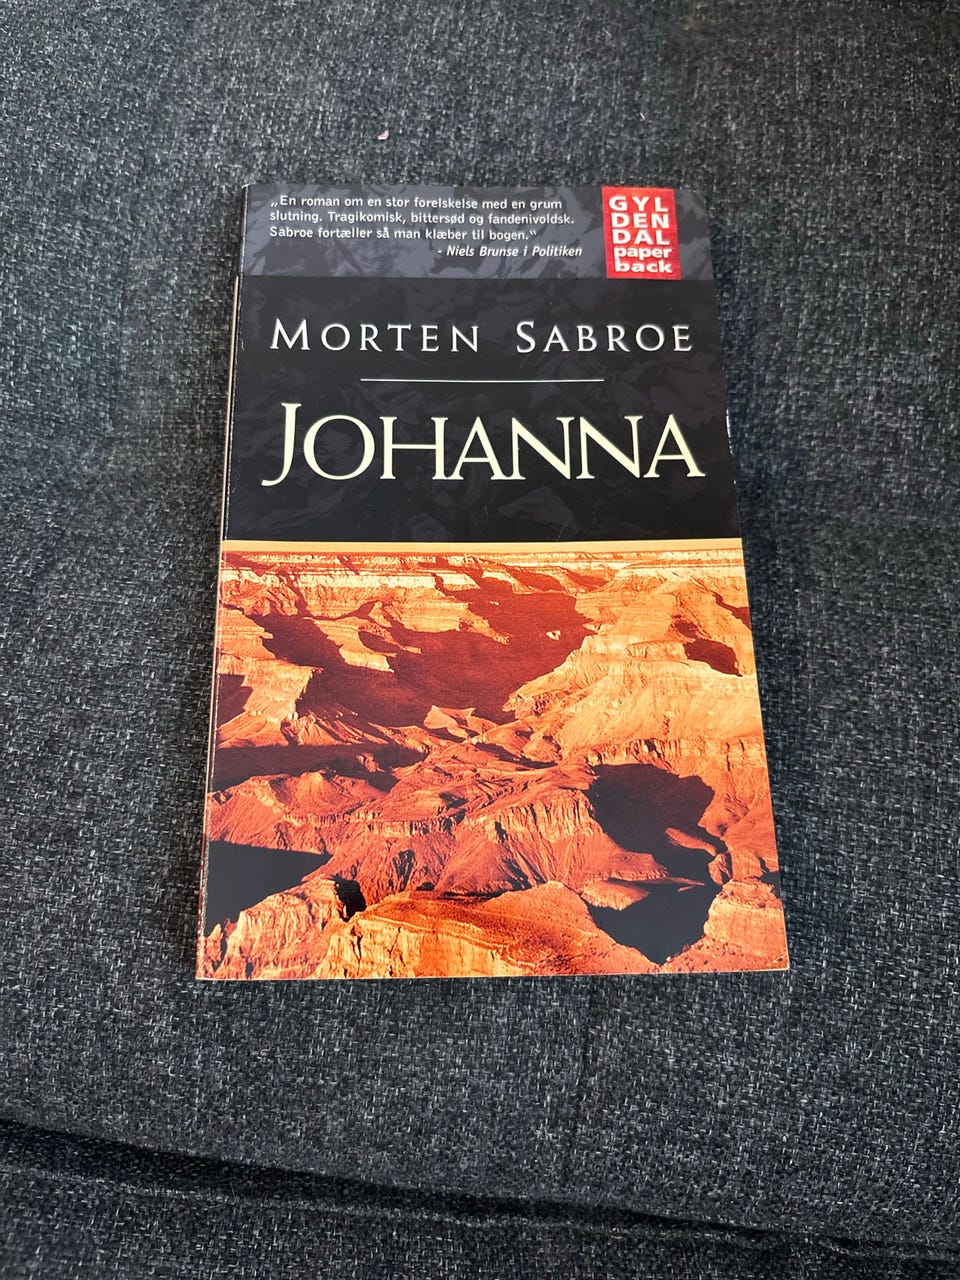 „En roman om en stor forelskelse med en grum
slutning. Tragikomisk, bittersød og fandenivoldsk.
Sabroe fortæller så man klæber til bogen.“
- Niels Brunse i Politiken
GYL
DEN
DAL
paper
back
MORTEN SABROE
JOHANNA